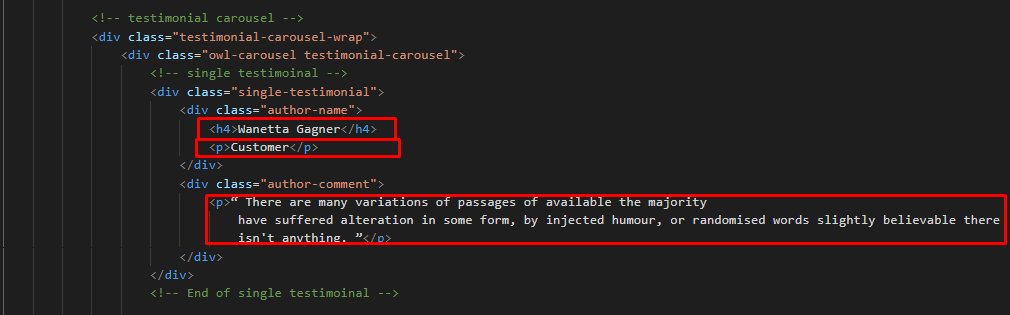 <!-- testimonial carousel -->
<div class="testimonial-carousel-wrap">
<div class="owl-carousel testimonial-carousel">
<!-- single testimoinal -->
<div class="single-testimonial">
<div class="author-name">
<h4>Wanetta Gagner</h4>
<p>Customer</p>
</div>
<div class="author-comment">
<p>“ There are many variations of passages of available the majority
have suffered alteration in some form, by injected humour, or randomised words slightly believable there
isn't anything. ”</p>
</div>
</div>
<!-- End of single testimoinal -->